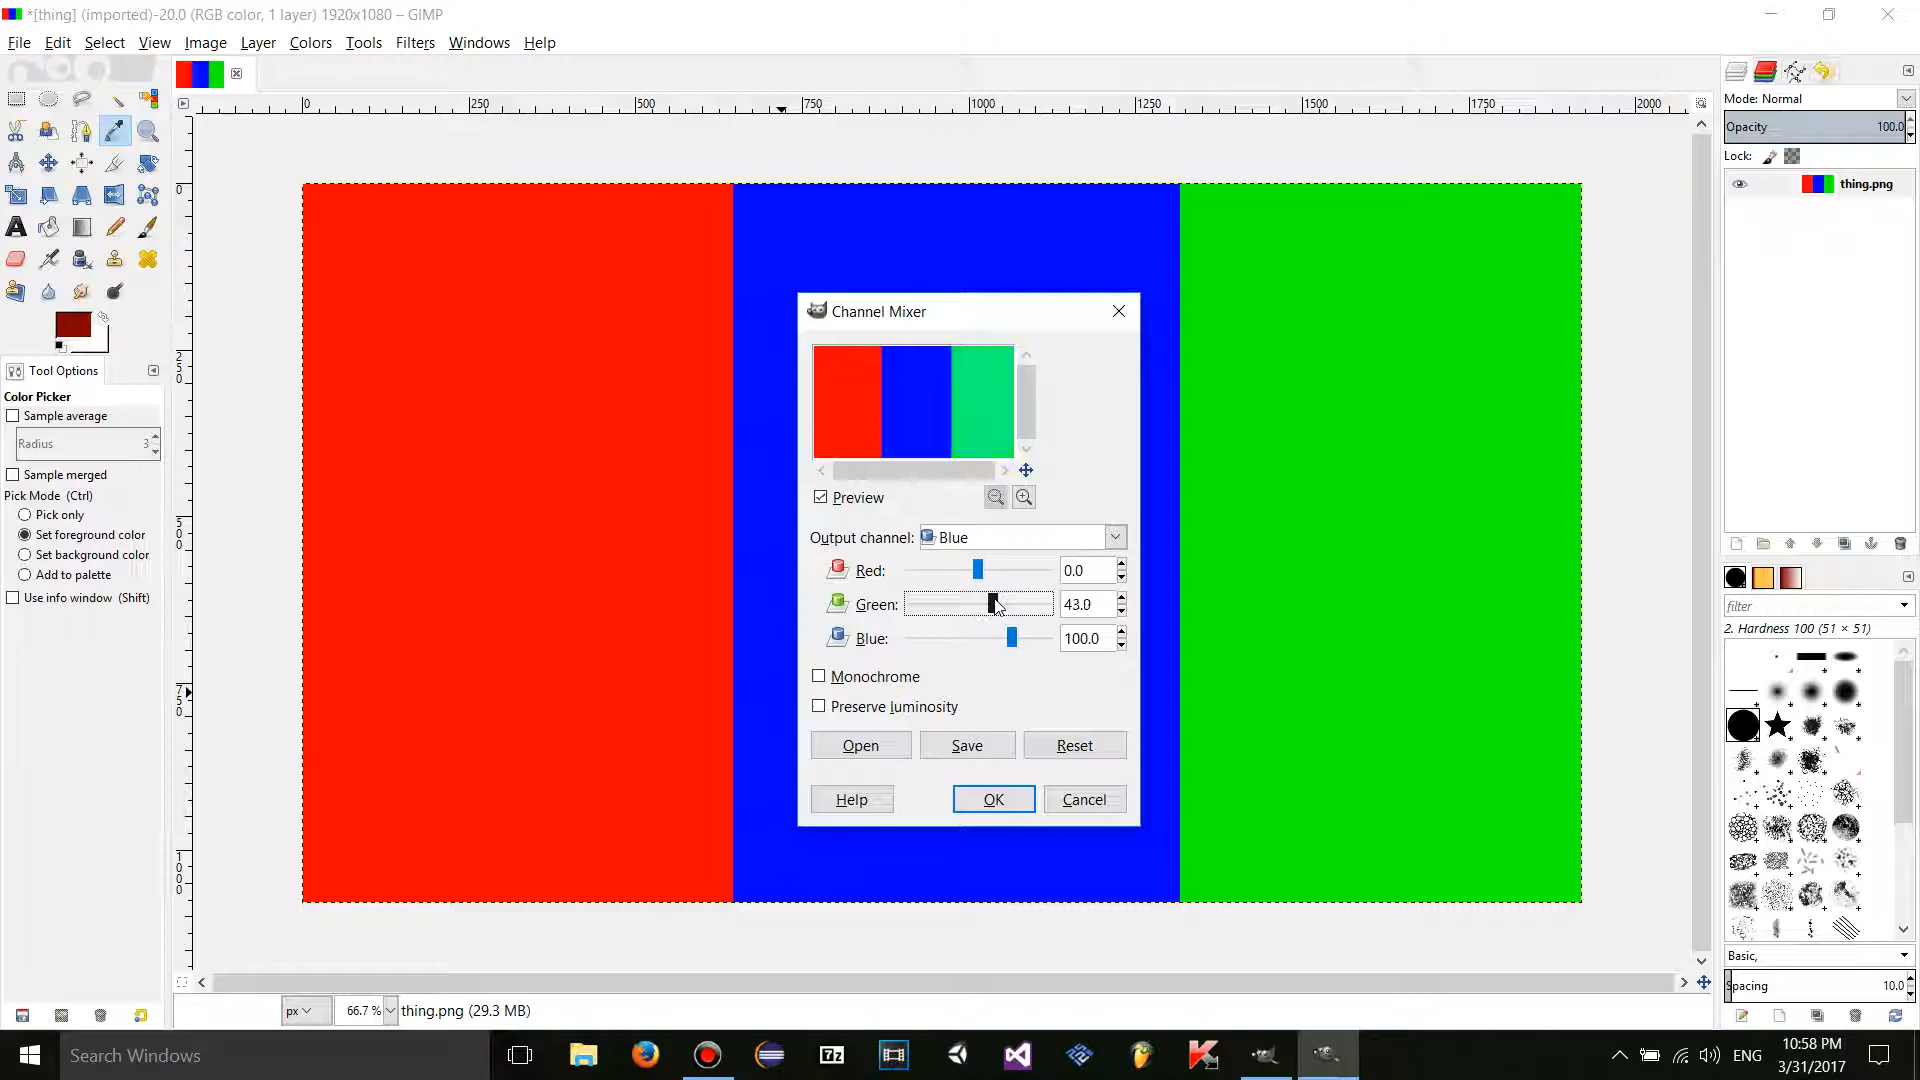 *[thing] (imported)-20.0 (RGB color, 1 layer) 1920x1080 – GIMP
File Edit Select View Image Layer Colors Tools Filters Windows Help
0 250 500 750 1000 1250 1500 1750 2000
Mode: Normal
Opacity 100.0
Lock:
thing.png
0
250
500
750
1000
Tool Options
Color Picker
Sample average
Radius 3
Sample merged
Pick Mode (Ctrl)
Pick only
Set foreground color
Set background color
Add to palette
Use info window (Shift)
Channel Mixer
Preview
Output channel: Blue
Red: 0.0
Green: 43.0
Blue: 100.0
Monochrome
Preserve luminosity
Open Save Reset
Help OK Cancel
filter
2. Hardness 100 (51 × 51)
Basic,
Spacing 10.0
px 66.7 % thing.png (29.3 MB)
Search Windows
7z
ENG
10:58 PM
3/31/2017